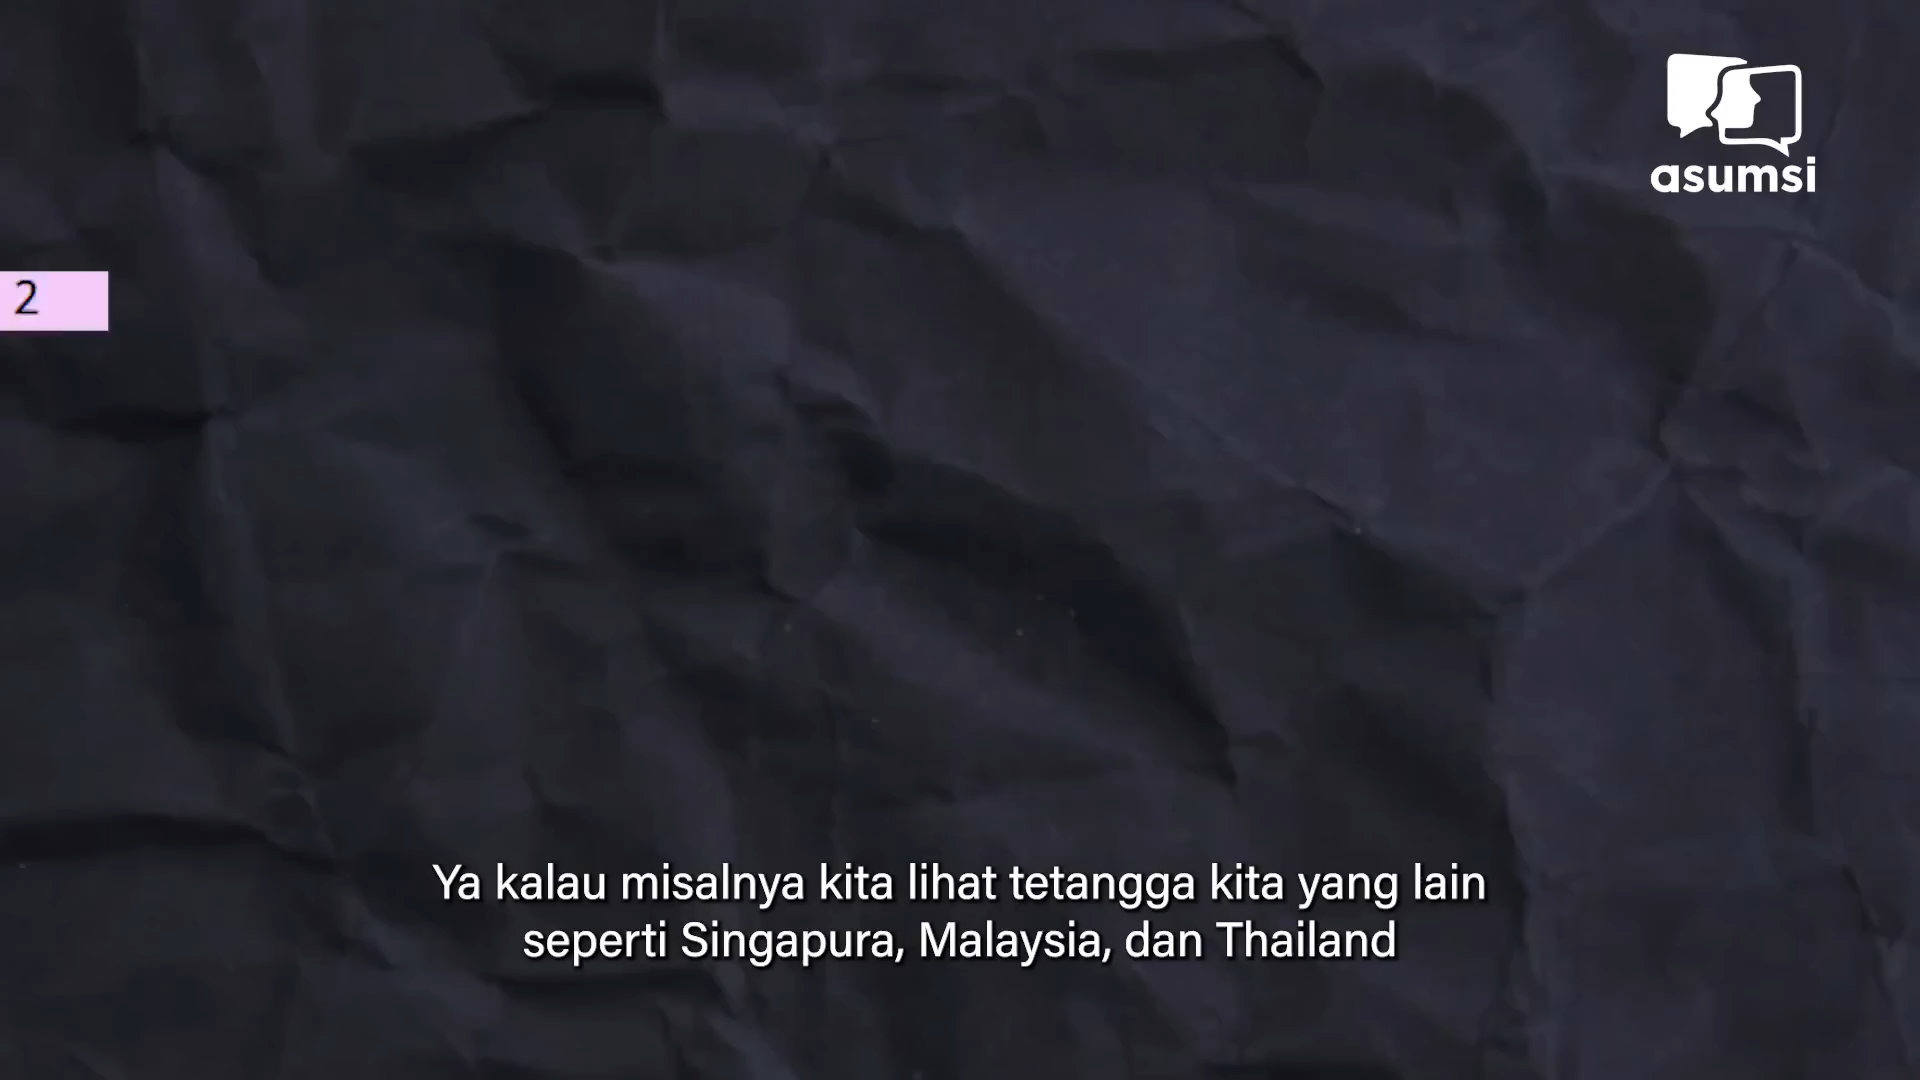 asumsi
2
Ya kalau misalnya kita lihat tetangga kita yang lain
seperti Singapura, Malaysia, dan Thailand